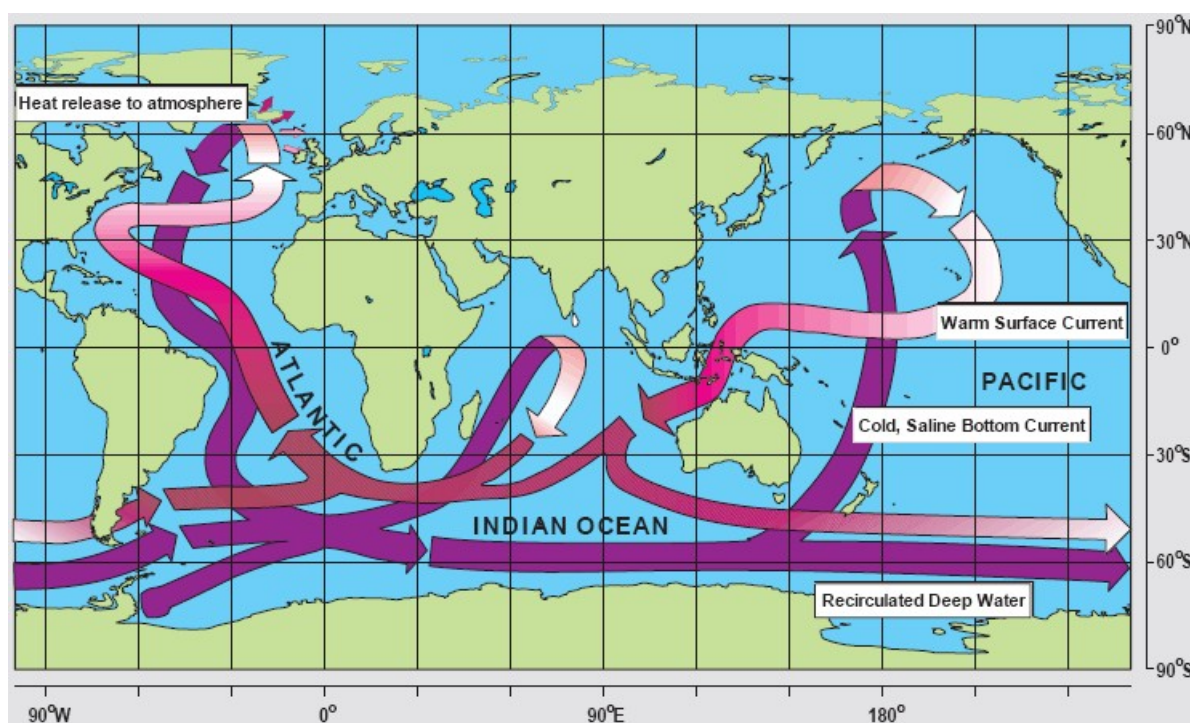 90°N
Heat release to atmosphere
60°N
30°N
Warm Surface Current
0°
ATLANTIC
PACIFIC
Cold, Saline Bottom Current
30°S
INDIAN OCEAN
60°S
Recirculated Deep Water
90°S
90°W 0° 90°E 180°